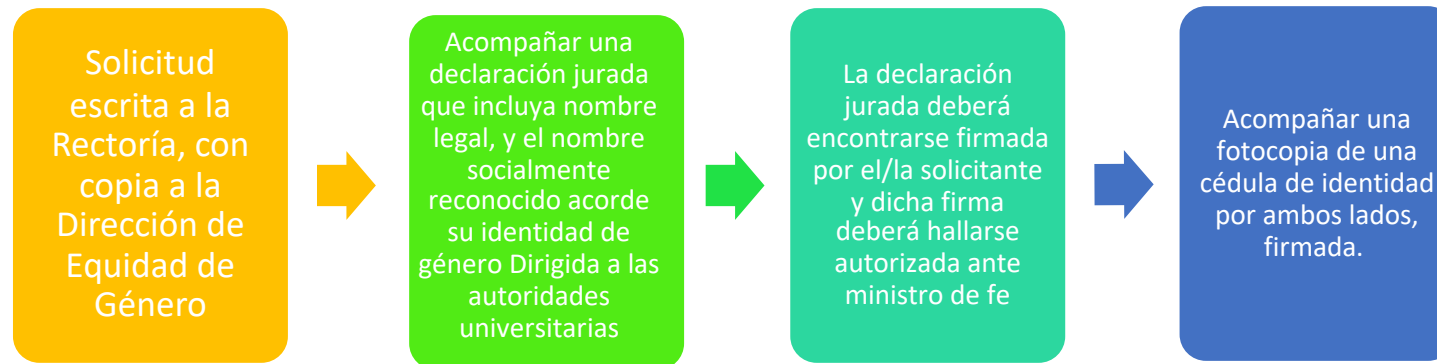 Solicitud
escrita a la
Rectoría, con
copia a la
Dirección de
Equidad de
Género
Acompañar una
declaración jurada
que incluya nombre
legal, y el nombre
socialmente
reconocido acorde
su identidad de
género Dirigida a las
autoridades
universitarias
La declaración
jurada deberá
encontrarse firmada
por el/la solicitante
y dicha firma
deberá hallarse
autorizada ante
ministro de fe
Acompañar una
fotocopia de una
cédula de identidad
por ambos lados,
firmada.